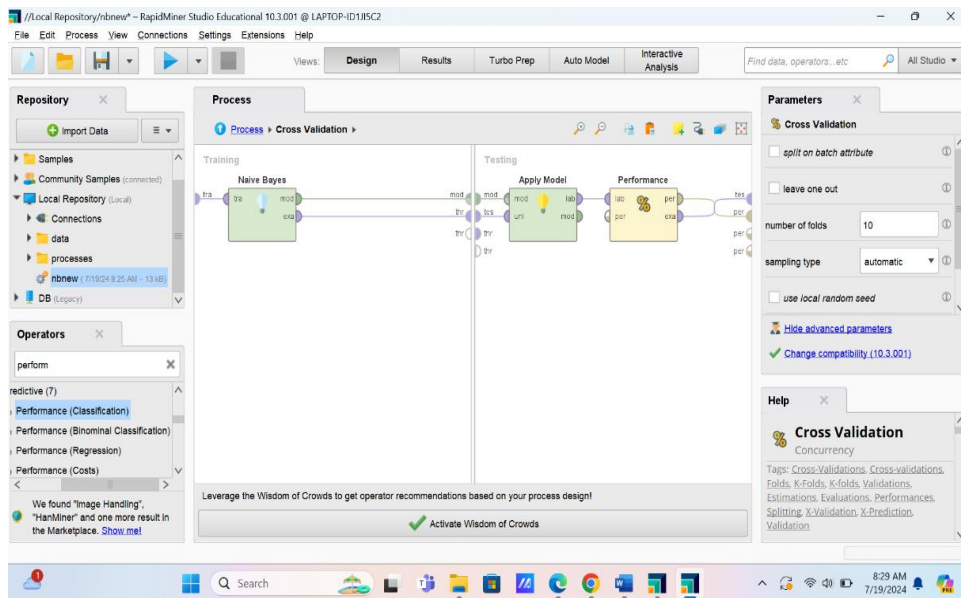 //Local Repository/nbnew* – RapidMiner Studio Educational 10.3.001 @ LAPTOP-ID1JI5C2
File Edit Process View Connections Settings Extensions Help
Views: Design Results Turbo Prep Auto Model Interactive Analysis Find data, operators...etc All Studio
Repository
Import Data
Samples
Community Samples (connected)
Local Repository (Local)
Connections
data
processes
nbnew (7/19/24 8:25 AM – 13 kB)
DB (Legacy)
Operators
perform
redictive (7)
Performance (Classification)
Performance (Binominal Classification)
Performance (Regression)
Performance (Costs)
We found "Image Handling",
"HanMiner" and one more result in
the Marketplace. Show me!
Process
Process Cross Validation
Training
Naive Bayes
tra tra mod mod
exa thr
thr
Testing
Apply Model Performance
mod mod lab lab per tes
tes unl mod per exa per
thr per
thr per
Leverage the Wisdom of Crowds to get operator recommendations based on your process design!
Activate Wisdom of Crowds
Parameters
Cross Validation
split on batch attribute
leave one out
number of folds 10
sampling type automatic
use local random seed
Hide advanced parameters
Change compatibility (10.3.001)
Help
Cross Validation
Concurrency
Tags: Cross-Validations, Cross-validations,
Folds, K-Folds, K-folds, Validations,
Estimations, Evaluations, Performances,
Splitting, X-Validation, X-Prediction,
Validation
Search
8:29 AM
7/19/2024
PRE